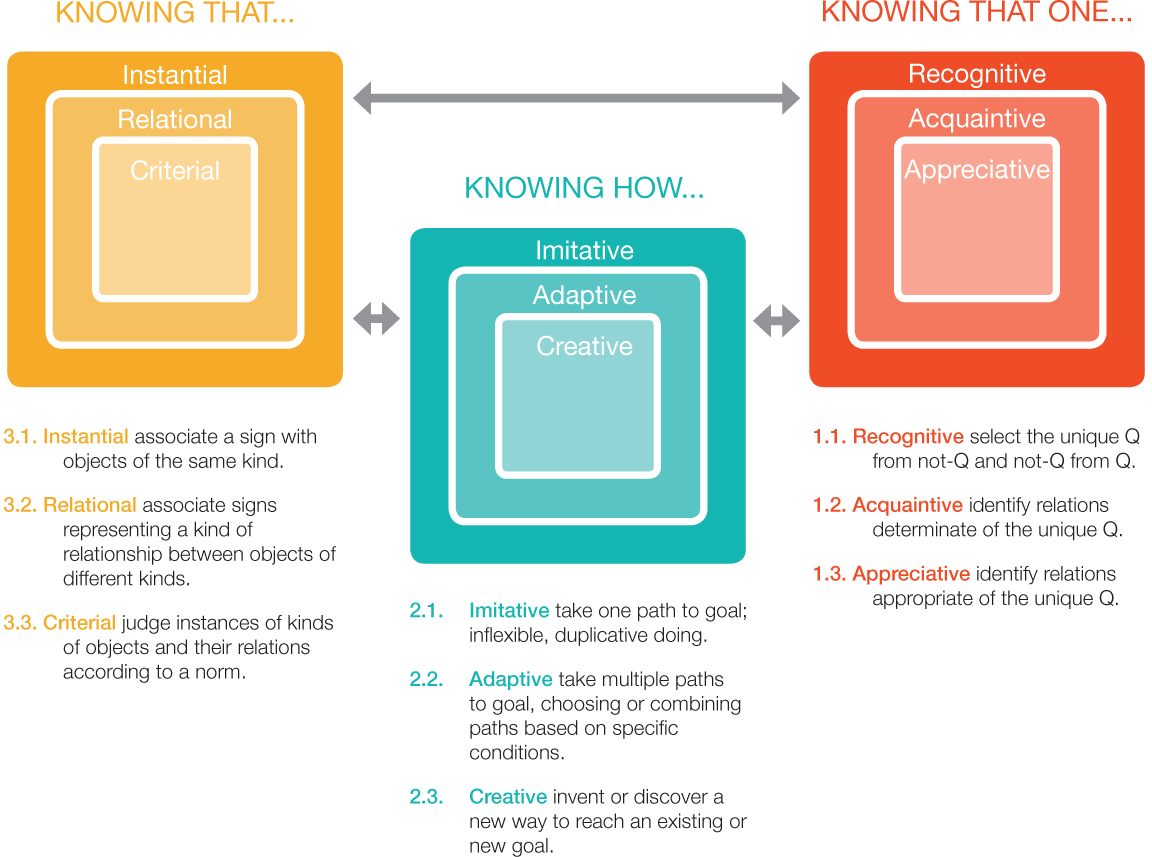 KNOWING THAT...
Instantial
Relational
Criterial
3.1. Instantial associate a sign with
objects of the same kind.
3.2. Relational associate signs
representing a kind of
relationship between objects of
different kinds.
3.3. Criterial judge instances of kinds
of objects and their relations
according to a norm.
KNOWING HOW...
Imitative
Adaptive
Creative
2.1. Imitative take one path to goal;
inflexible, duplicative doing.
2.2. Adaptive take multiple paths
to goal, choosing or combining
paths based on specific
conditions.
2.3. Creative invent or discover a
new way to reach an existing or
new goal.
KNOWING THAT ONE...
Recognitive
Acquaintive
Appreciative
1.1. Recognitive select the unique Q
from not-Q and not-Q from Q.
1.2. Acquaintive identify relations
determinate of the unique Q.
1.3. Appreciative identify relations
appropriate of the unique Q.